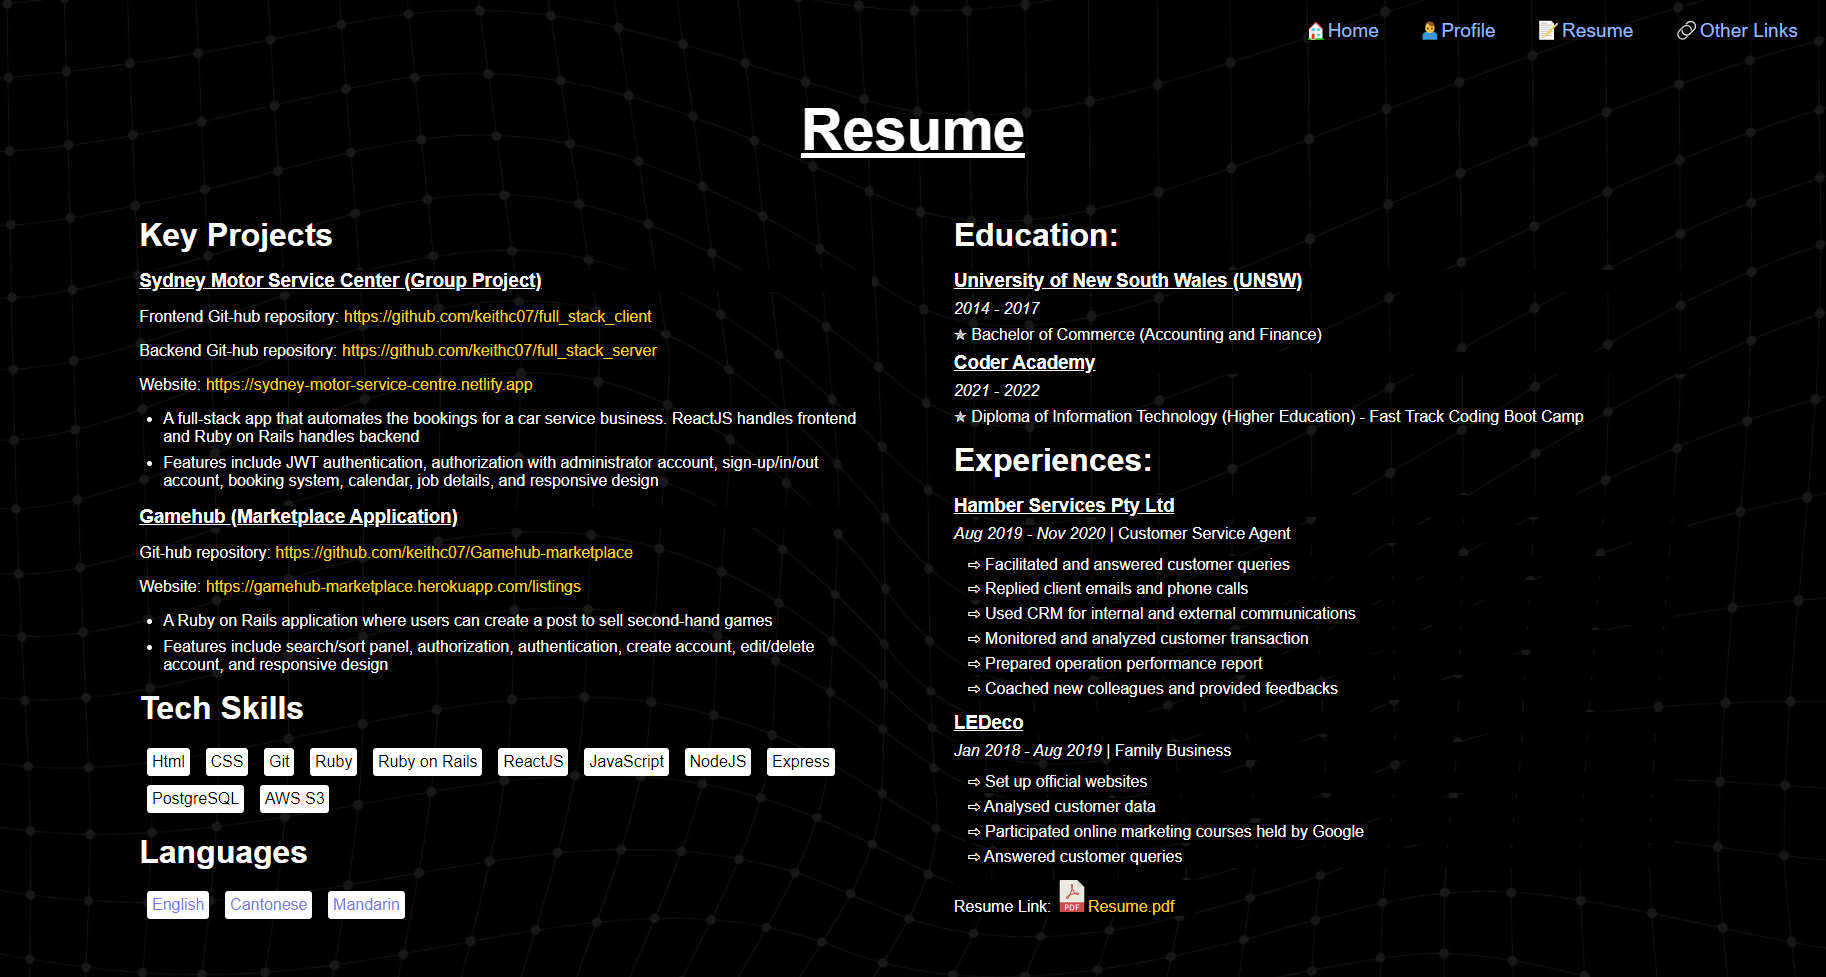 Home Profile Resume Other Links
Resume
Key Projects
Sydney Motor Service Center (Group Project)
Frontend Git-hub repository: https://github.com/keithc07/full_stack_client
Backend Git-hub repository: https://github.com/keithc07/full_stack_server
Website: https://sydney-motor-service-centre.netlify.app
• A full-stack app that automates the bookings for a car service business. ReactJS handles frontend
and Ruby on Rails handles backend
• Features include JWT authentication, authorization with administrator account, sign-up/in/out
account, booking system, calendar, job details, and responsive design
Gamehub (Marketplace Application)
Git-hub repository: https://github.com/keithc07/Gamehub-marketplace
Website: https://gamehub-marketplace.herokuapp.com/listings
• A Ruby on Rails application where users can create a post to sell second-hand games
• Features include search/sort panel, authorization, authentication, create account, edit/delete
account, and responsive design
Tech Skills
Html CSS Git Ruby Ruby on Rails ReactJS JavaScript NodeJS Express
PostgreSQL AWS S3
Languages
English Cantonese Mandarin
Education:
University of New South Wales (UNSW)
2014 - 2017
★ Bachelor of Commerce (Accounting and Finance)
Coder Academy
2021 - 2022
★ Diploma of Information Technology (Higher Education) - Fast Track Coding Boot Camp
Experiences:
Hamber Services Pty Ltd
Aug 2019 - Nov 2020 | Customer Service Agent
⇨ Facilitated and answered customer queries
⇨ Replied client emails and phone calls
⇨ Used CRM for internal and external communications
⇨ Monitored and analyzed customer transaction
⇨ Prepared operation performance report
⇨ Coached new colleagues and provided feedbacks
LEDeco
Jan 2018 - Aug 2019 | Family Business
⇨ Set up official websites
⇨ Analysed customer data
⇨ Participated online marketing courses held by Google
⇨ Answered customer queries
Resume Link: PDF Resume.pdf